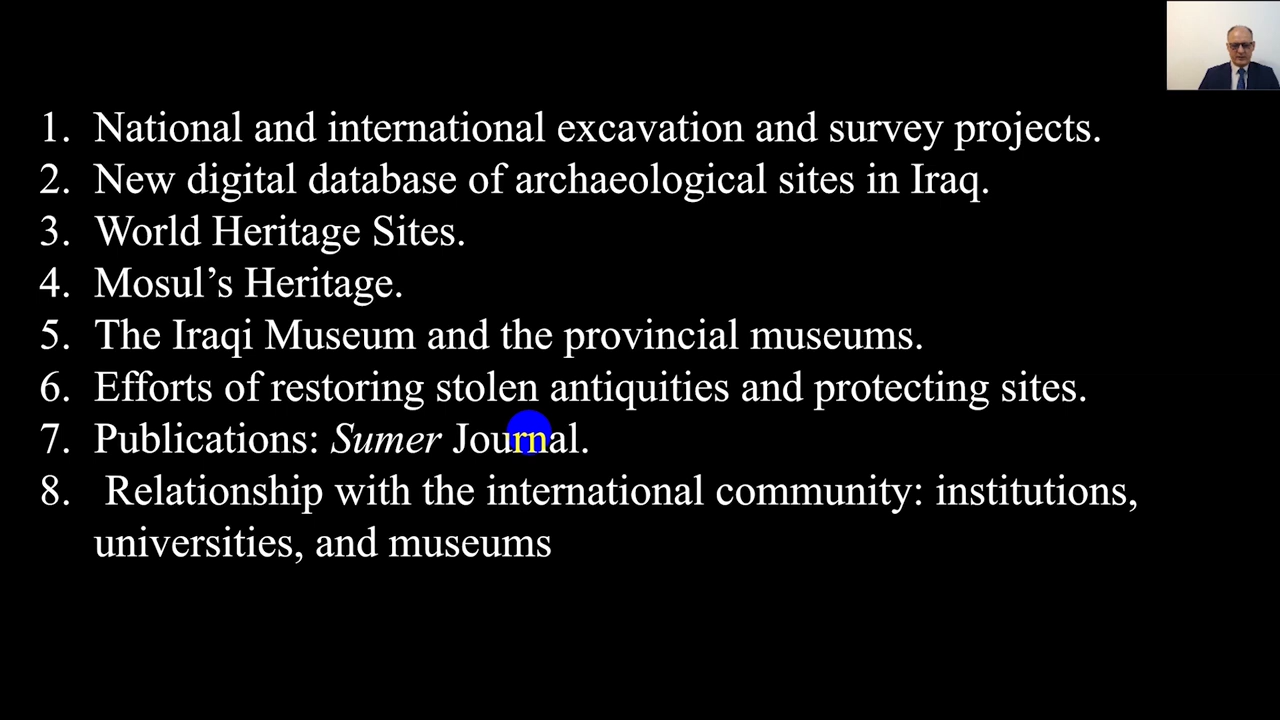 1. National and international excavation and survey projects.
2. New digital database of archaeological sites in Iraq.
3. World Heritage Sites.
4. Mosul’s Heritage.
5. The Iraqi Museum and the provincial museums.
6. Efforts of restoring stolen antiquities and protecting sites.
7. Publications: Sumer Journal.
8. Relationship with the international community: institutions,
universities, and museums